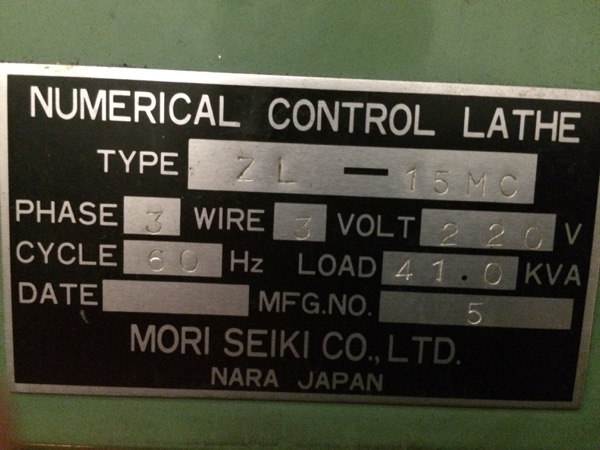 NUMERICAL CONTROL LATHE
TYPE ZL - 15MC
PHASE 3 WIRE 3 VOLT 220 V
CYCLE 60 Hz LOAD 41.0 KVA
DATE MFG.NO. 5
MORI SEIKI CO., LTD.
NARA JAPAN